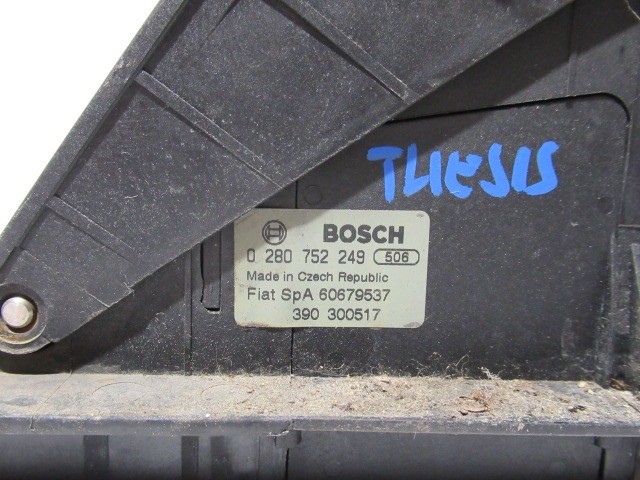 THESIS
BOSCH
0 280 752 249 506
Made in Czech Republic
Fiat SpA 60679537
390 300517